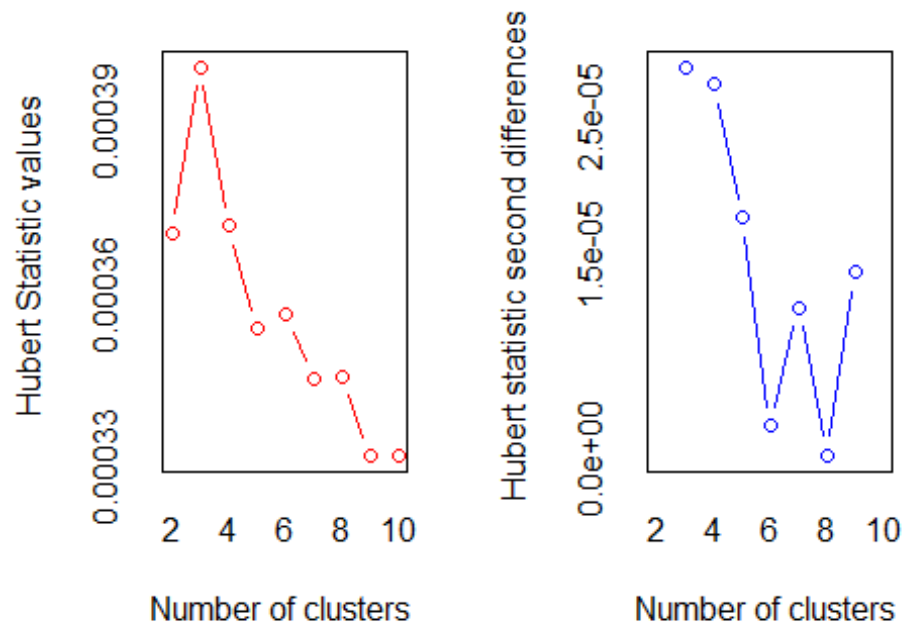 Hubert Statistic values
0.00039
0.00036
0.00033
2 4 6 8 10
Number of clusters
Hubert statistic second differences
2.5e-05
1.5e-05
0.0e+00
2 4 6 8 10
Number of clusters